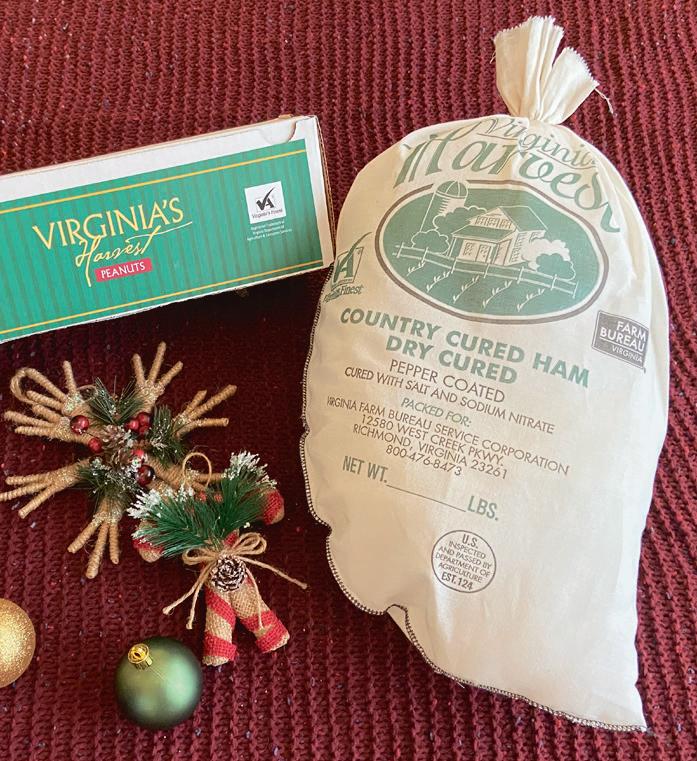 VIRGINIA'S
Harvest
PEANUTS
Virginia's Finest
Virginia
Harvest
Finest
FARM
BUREAU
VIRGINIA
COUNTRY CURED HAM
DRY CURED
PEPPER COATED
CURED WITH SALT AND SODIUM NITRATE
PACKED FOR:
VIRGINIA FARM BUREAU SERVICE CORPORATION
12580 WEST CREEK PKWY.
RICHMOND, VIRGINIA 23261
800-476-8473
NET WT. LBS.
U.S.
INSPECTED
AND PASSED BY
DEPARTMENT OF
AGRICULTURE
EST. 124